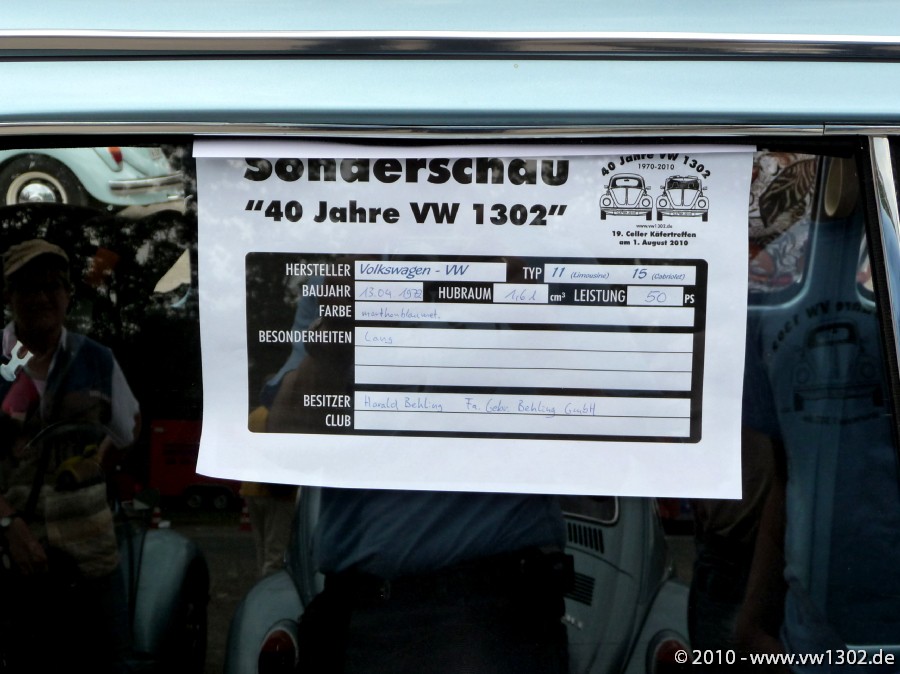 Sonderschau
"40 Jahre VW 1302"
40 Jahre VW 1302
1970-2010
www.vw1302.de
19. Celler Käfertreffen
am 1. August 2010
HERSTELLER Volkswagen - VW TYP 11 (Limousine) 15 (Cabriolet)
BAUJAHR 13.04 1972 HUBRAUM 1,6 l cm³ LEISTUNG 50 PS
FARBE
BESONDERHEITEN Lang
BESITZER Harald Behling Fa. Gebr. Behling GmbH
CLUB
© 2010 - www.vw1302.de